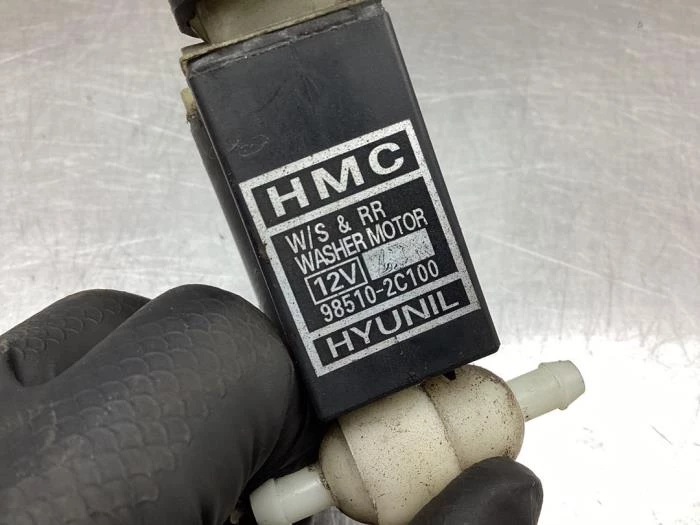 HMC
W/S & RR
WASHER MOTOR
12V
98510-2C100
HYUNIL